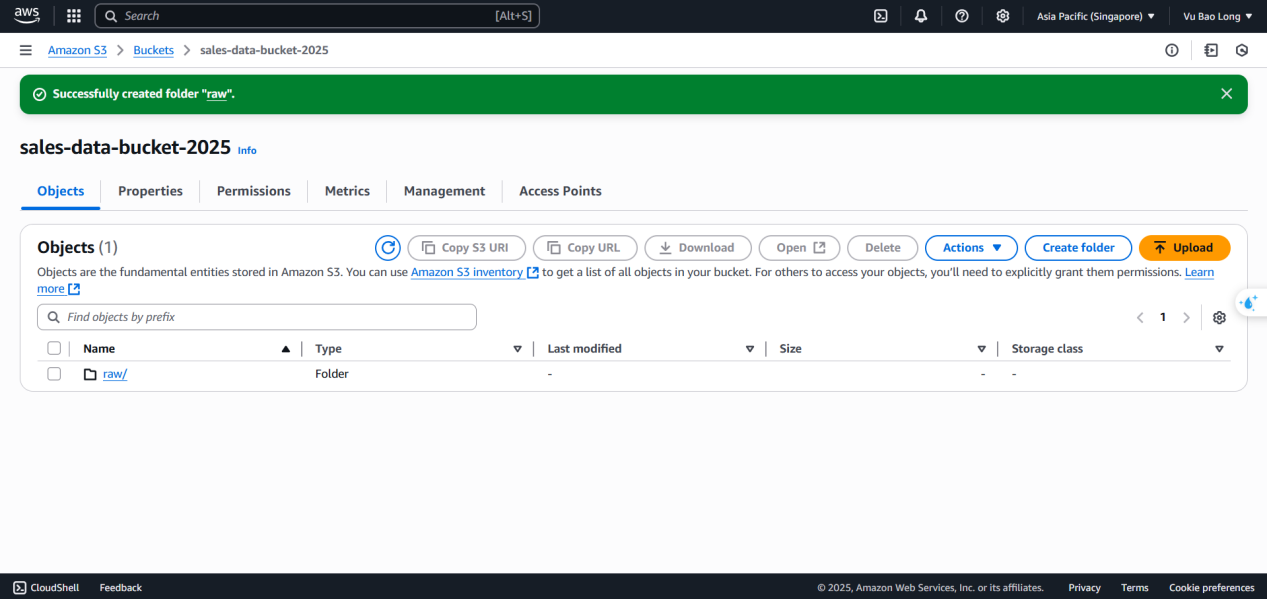 aws Search [Alt+S] Asia Pacific (Singapore) Vu Bao Long
Amazon S3 Buckets sales-data-bucket-2025
Successfully created folder "raw".
sales-data-bucket-2025 Info
Objects Properties Permissions Metrics Management Access Points
Objects (1) Copy S3 URI Copy URL Download Open Delete Actions Create folder Upload
Objects are the fundamental entities stored in Amazon S3. You can use Amazon S3 inventory to get a list of all objects in your bucket. For others to access your objects, you'll need to explicitly grant them permissions. Learn
more
Find objects by prefix 1
Name Type Last modified Size Storage class
raw/ Folder - - -
CloudShell Feedback © 2025, Amazon Web Services, Inc. or its affiliates. Privacy Terms Cookie preferences